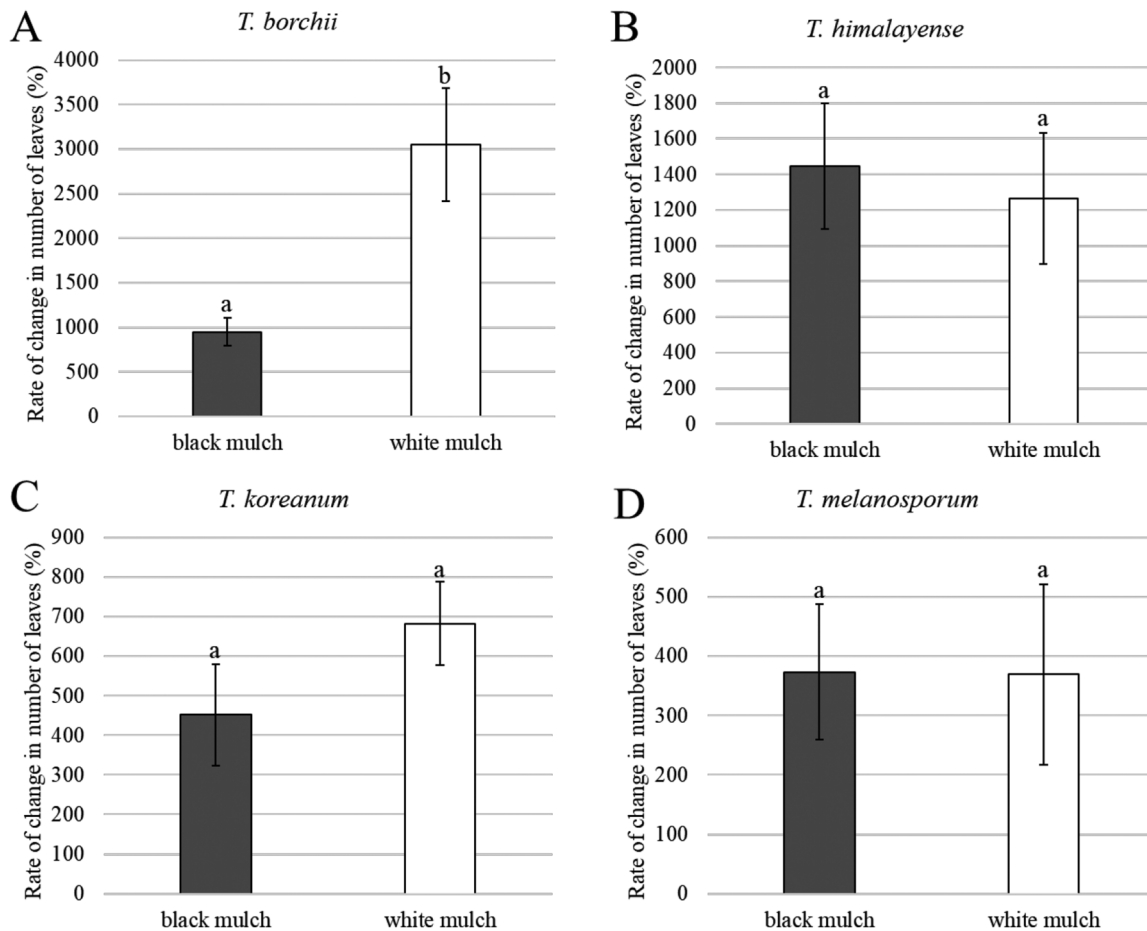 A
T. borchii
Rate of change in number of leaves (%)
4000
3500
3000
2500
2000
1500
1000
500
0
a
b
black mulch
white mulch
B
T. himalayense
Rate of change in number of leaves (%)
2000
1800
1600
1400
1200
1000
800
600
400
200
0
a
a
black mulch
white mulch
C
T. koreanum
Rate of change in number of leaves (%)
900
800
700
600
500
400
300
200
100
0
a
a
black mulch
white mulch
D
T. melanosporum
Rate of change in number of leaves (%)
600
500
400
300
200
100
0
a
a
black mulch
white mulch